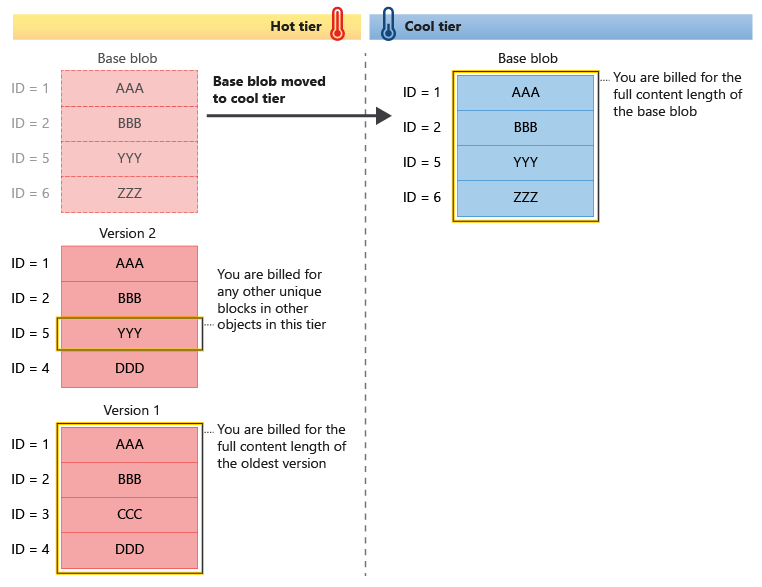 Hot tier
Cool tier
Base blob
ID = 1 AAA
ID = 2 BBB
ID = 5 YYY
ID = 6 ZZZ
Base blob moved
to cool tier
Base blob
ID = 1 AAA
ID = 2 BBB
ID = 5 YYY
ID = 6 ZZZ
You are billed for the
full content length of
the base blob
Version 2
ID = 1 AAA
ID = 2 BBB
ID = 5 YYY
ID = 4 DDD
You are billed for
any other unique
blocks in other
objects in this tier
Version 1
ID = 1 AAA
ID = 2 BBB
ID = 3 CCC
ID = 4 DDD
You are billed for the
full content length of
the oldest version